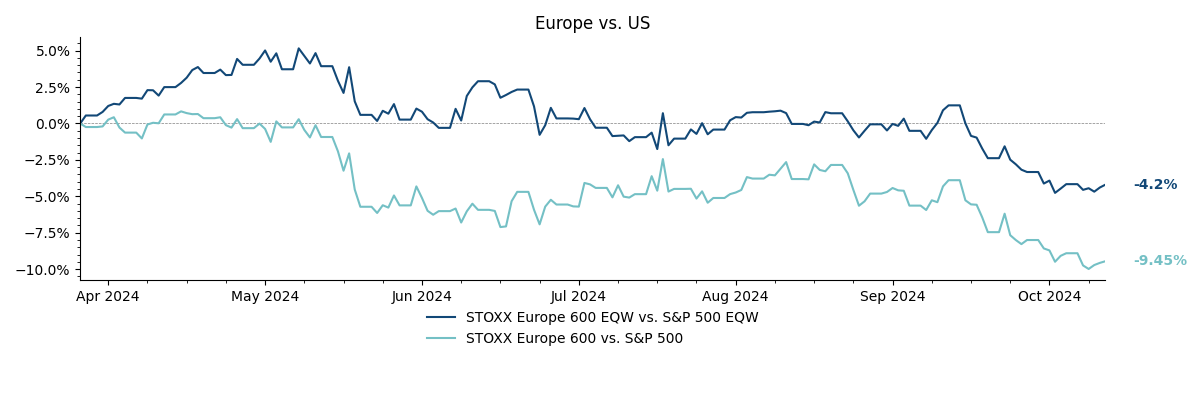 Europe vs. US
5.0%
2.5%
0.0%
−2.5%
−5.0%
−7.5%
−10.0%
-4.2%
-9.45%
Apr 2024 May 2024 Jun 2024 Jul 2024 Aug 2024 Sep 2024 Oct 2024
STOXX Europe 600 EQW vs. S&P 500 EQW
STOXX Europe 600 vs. S&P 500